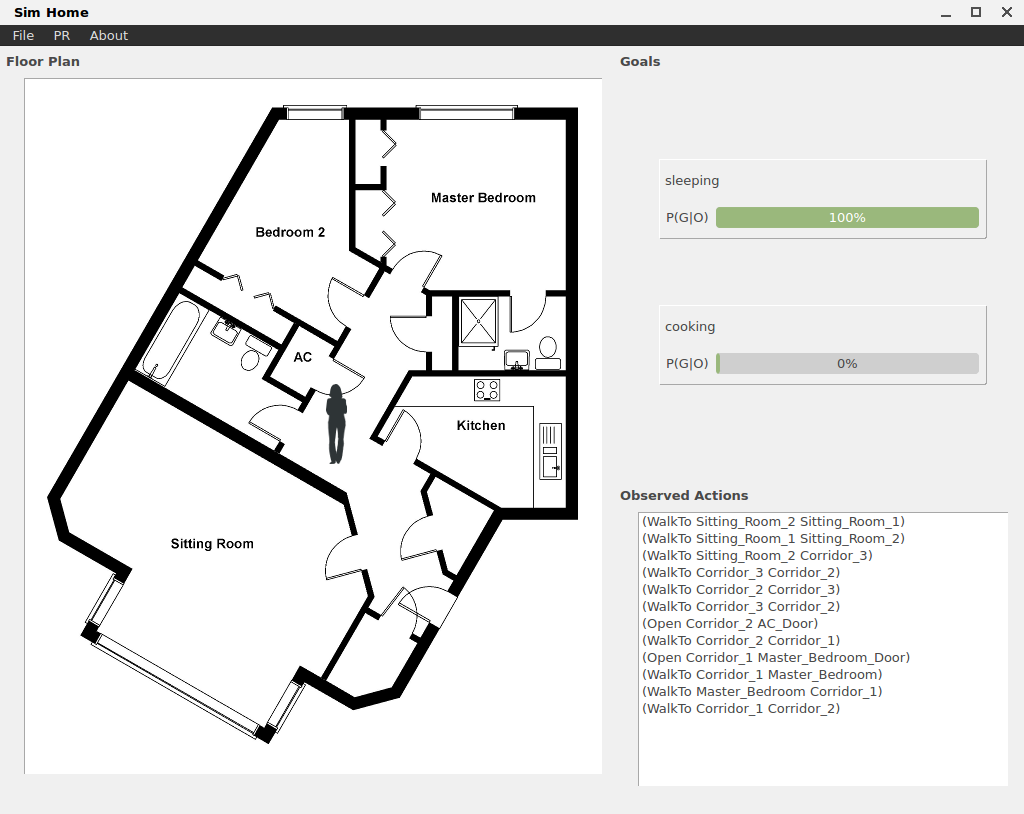 Sim Home
File PR About
Floor Plan
Goals
sleeping
P(G|O) 100%
cooking
P(G|O) 0%
Master Bedroom
Bedroom 2
AC
Kitchen
Sitting Room
Observed Actions
(WalkTo Sitting_Room_2 Sitting_Room_1)
(WalkTo Sitting_Room_1 Sitting_Room_2)
(WalkTo Sitting_Room_2 Corridor_3)
(WalkTo Corridor_3 Corridor_2)
(WalkTo Corridor_2 Corridor_3)
(WalkTo Corridor_3 Corridor_2)
(Open Corridor_2 AC_Door)
(WalkTo Corridor_2 Corridor_1)
(Open Corridor_1 Master_Bedroom_Door)
(WalkTo Corridor_1 Master_Bedroom)
(WalkTo Master_Bedroom Corridor_1)
(WalkTo Corridor_1 Corridor_2)